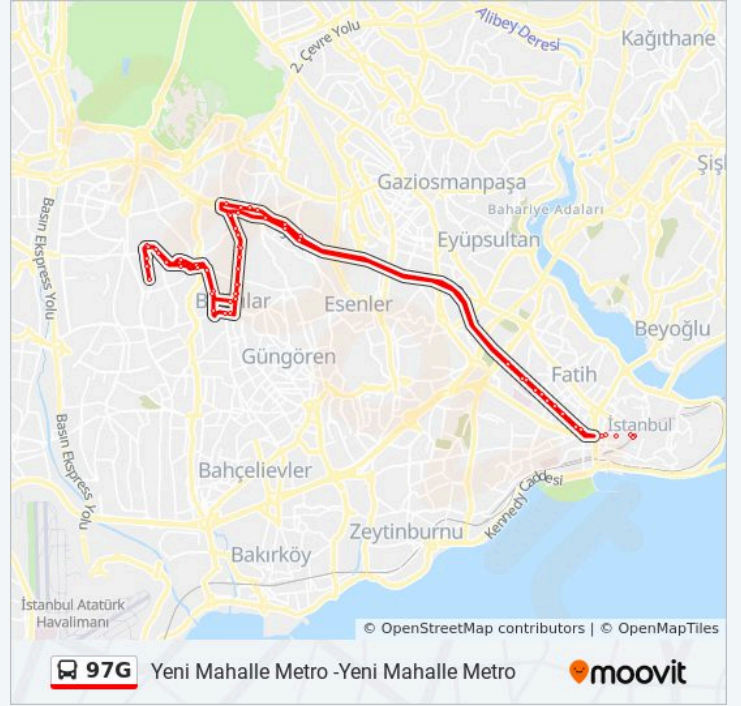 Alibey Deresi
Kağıthane
2. Çevre Yolu
Şişl
Gaziosmanpaşa
Bahariye Adaları
Basın Ekspress Yolu
Eyüpsultan
Esenler
Beyoğlu
Güngören
Fatih
İstanbul
Basın Ekspress Yolu
Bahçelievler
Kennedy Caddesi
Zeytinburnu
Bakırköy
İstanbul Atatürk
Havalimanı
© OpenStreetMap contributors | © OpenMapTiles
97G Yeni Mahalle Metro -Yeni Mahalle Metro moovit